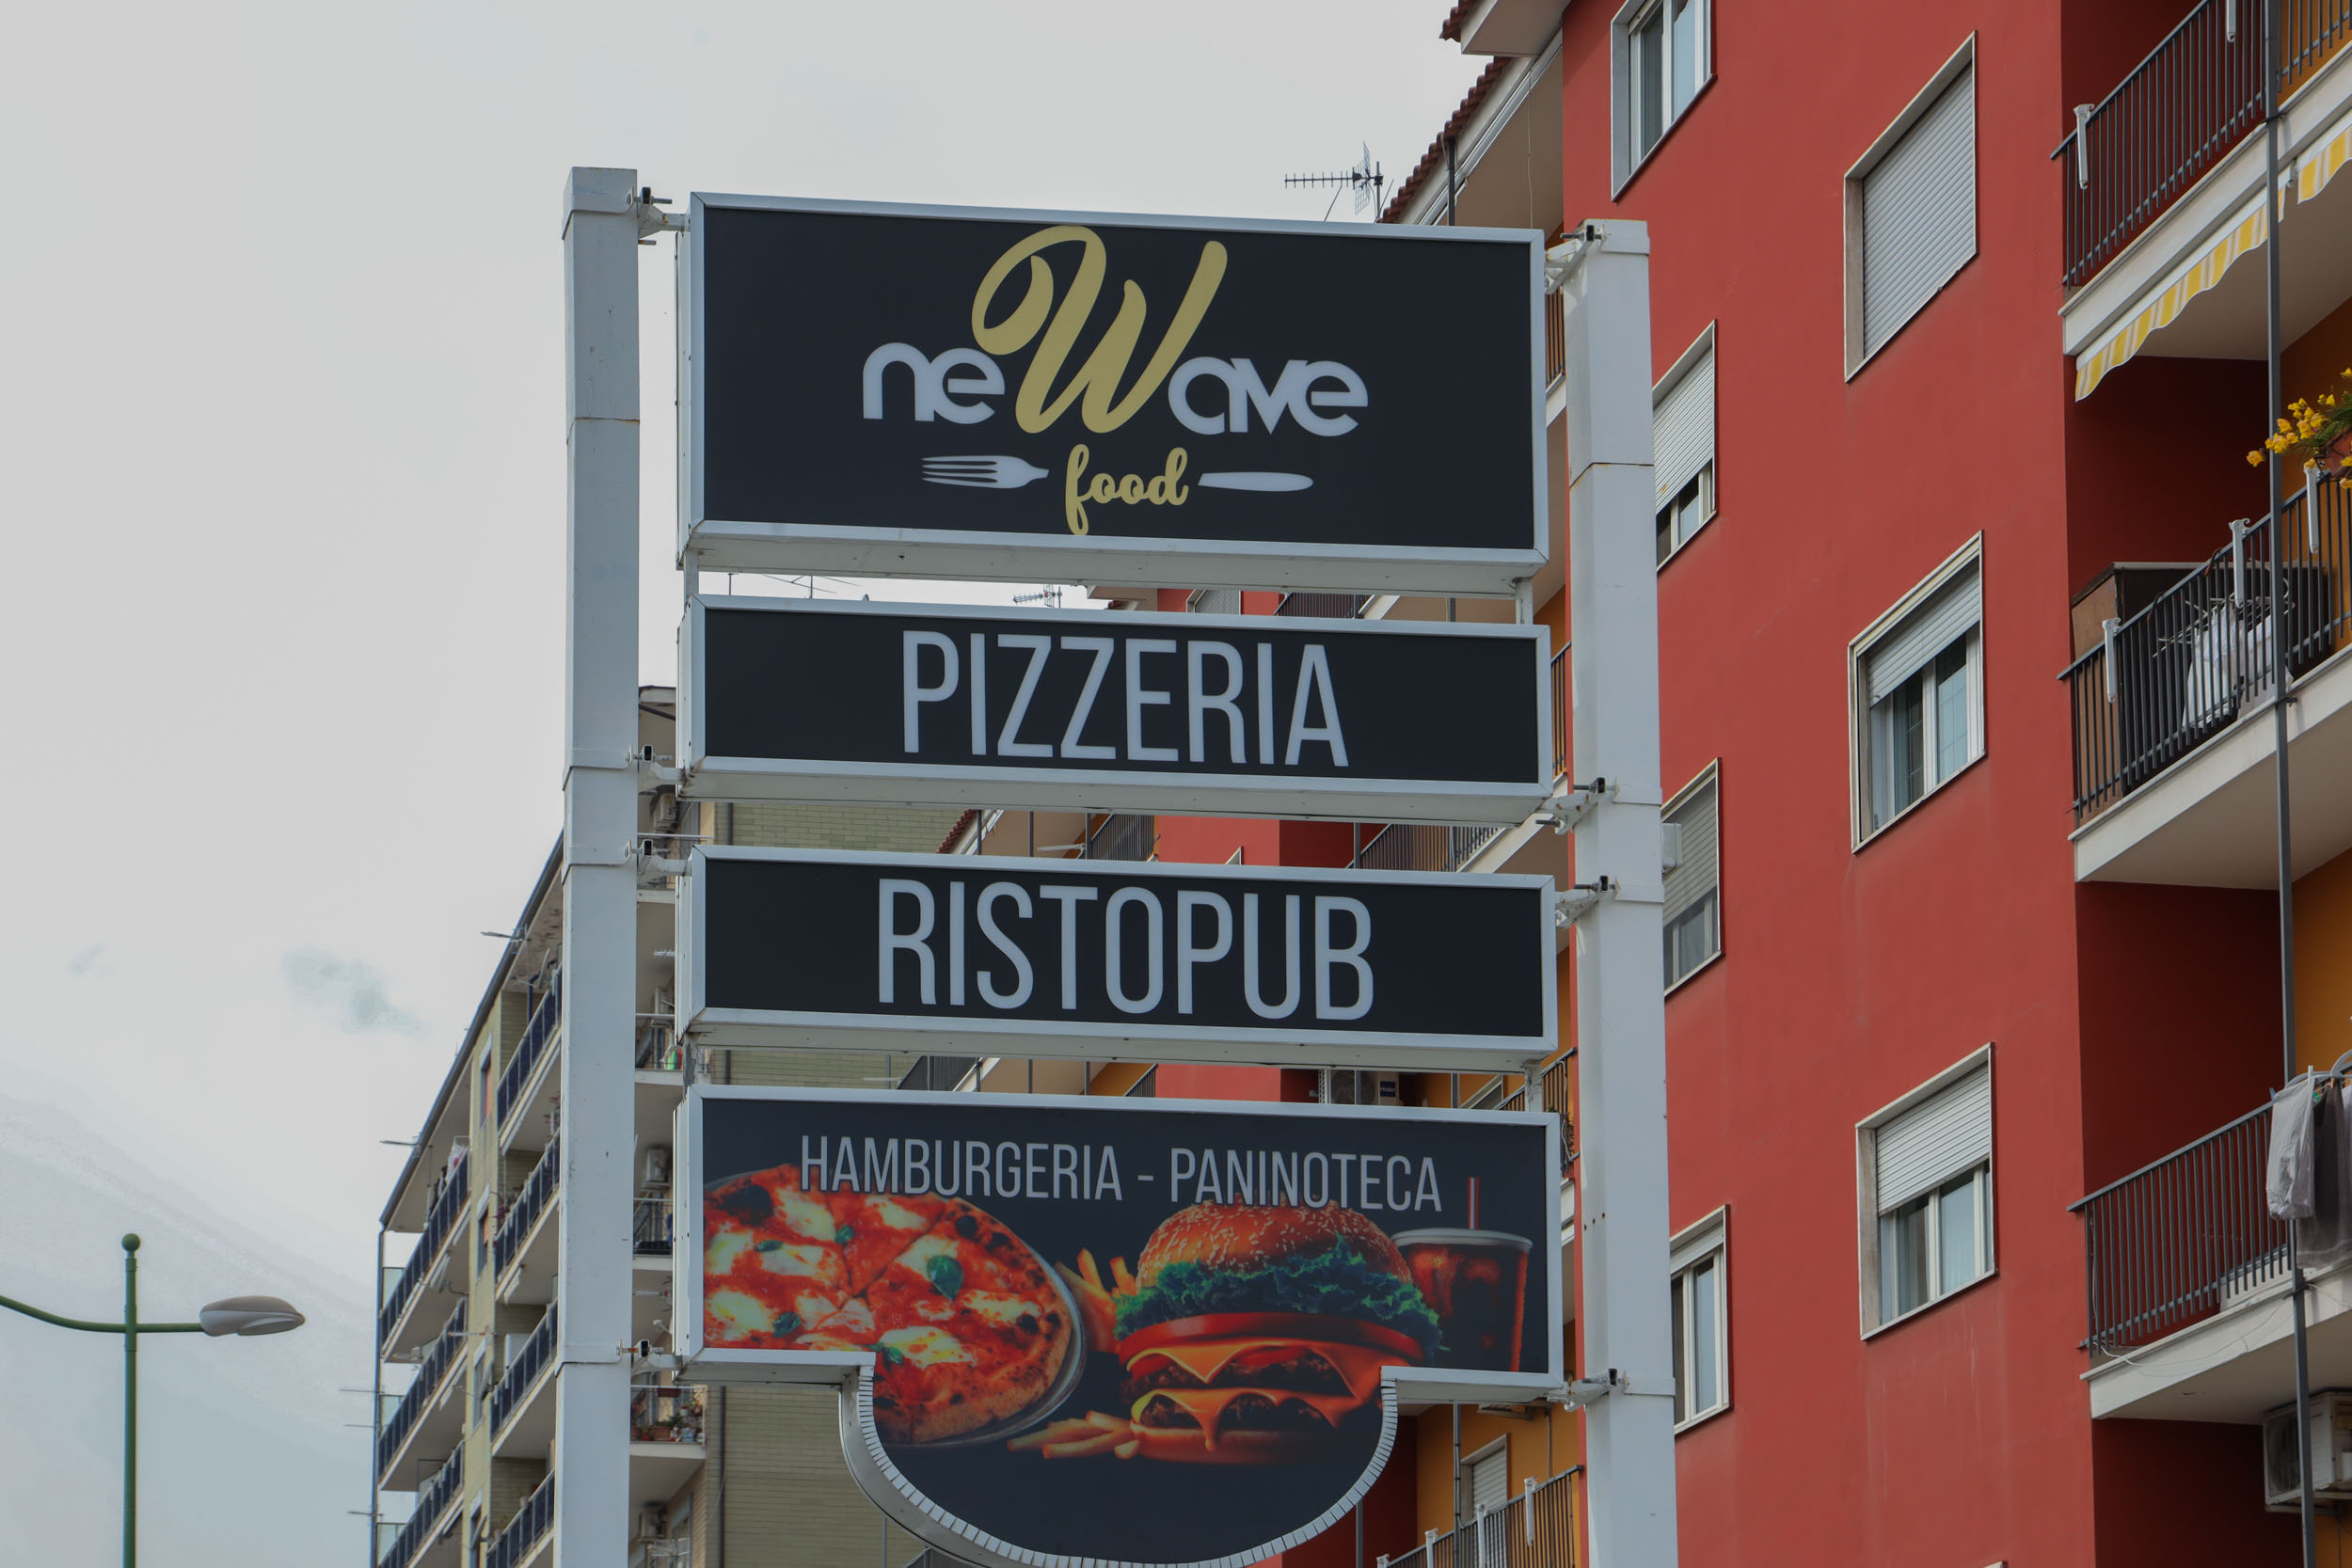 neWave
food
PIZZERIA
RISTOPUB
HAMBURGERIA - PANINOTECA